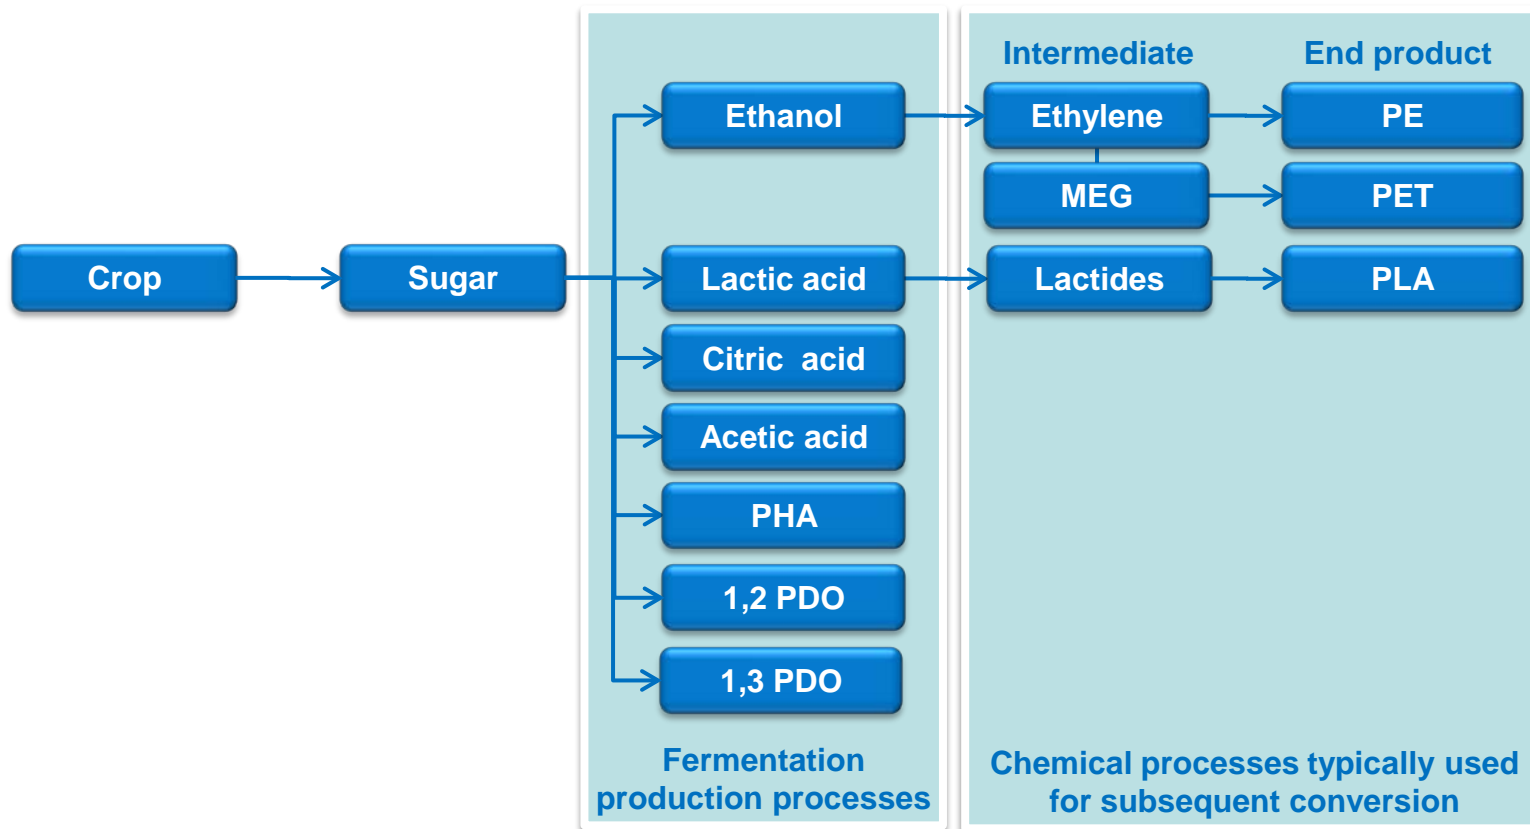 Intermediate
End product
Ethanol
Ethylene
PE
MEG
PET
Crop
Sugar
Lactic acid
Lactides
PLA
Citric  acid
Acetic acid
PHA
1,2 PDO
1,3 PDO
Fermentation
production processes
Chemical processes typically used
for subsequent conversion